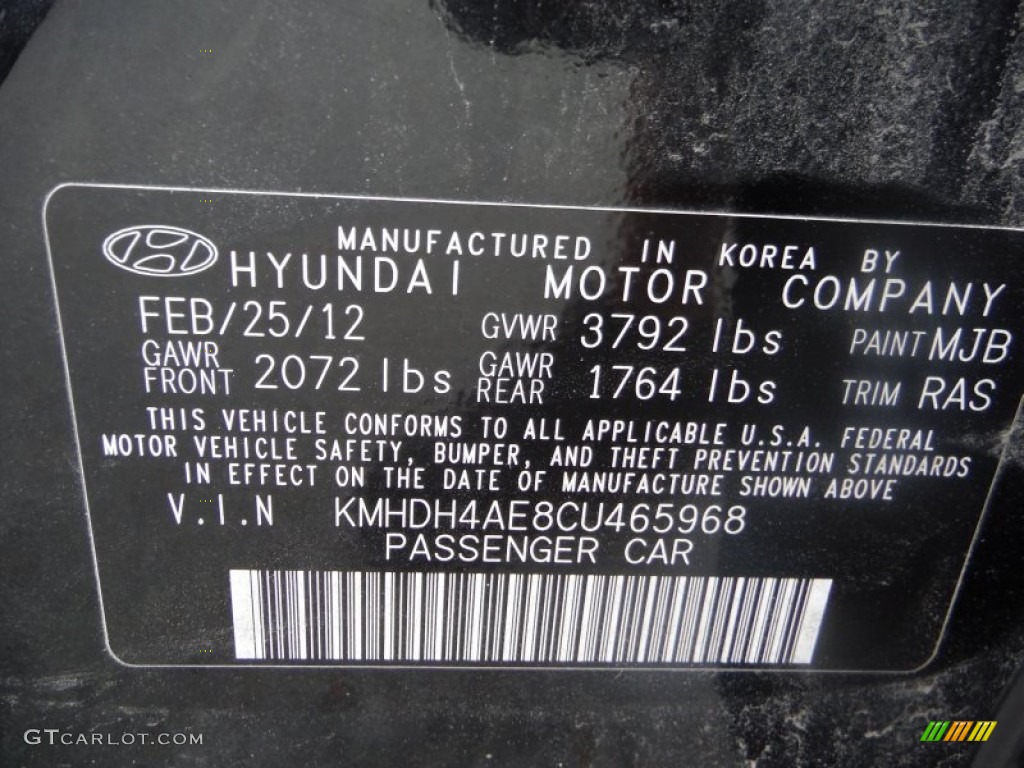 MANUFACTURED IN KOREA BY
HYUNDAI MOTOR COMPANY
FEB/25/12 GVWR 3792 lbs PAINT MJB
GAWR FRONT 2072 lbs GAWR REAR 1764 lbs TRIM RAS
THIS VEHICLE CONFORMS TO ALL APPLICABLE U.S.A. FEDERAL
MOTOR VEHICLE SAFETY, BUMPER, AND THEFT PREVENTION STANDARDS
IN EFFECT ON THE DATE OF MANUFACTURE SHOWN ABOVE
V.I.N KMHDH4AE8CU465968
PASSENGER CAR
GTCARLOT.COM